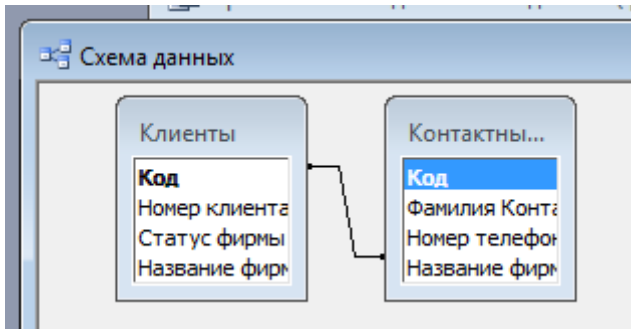 Схема данных
Клиенты
Код
Номер клиента
Статус фирмы
Название фирм
Контактны...
Код
Фамилия Конта
Номер телефон
Название фирм